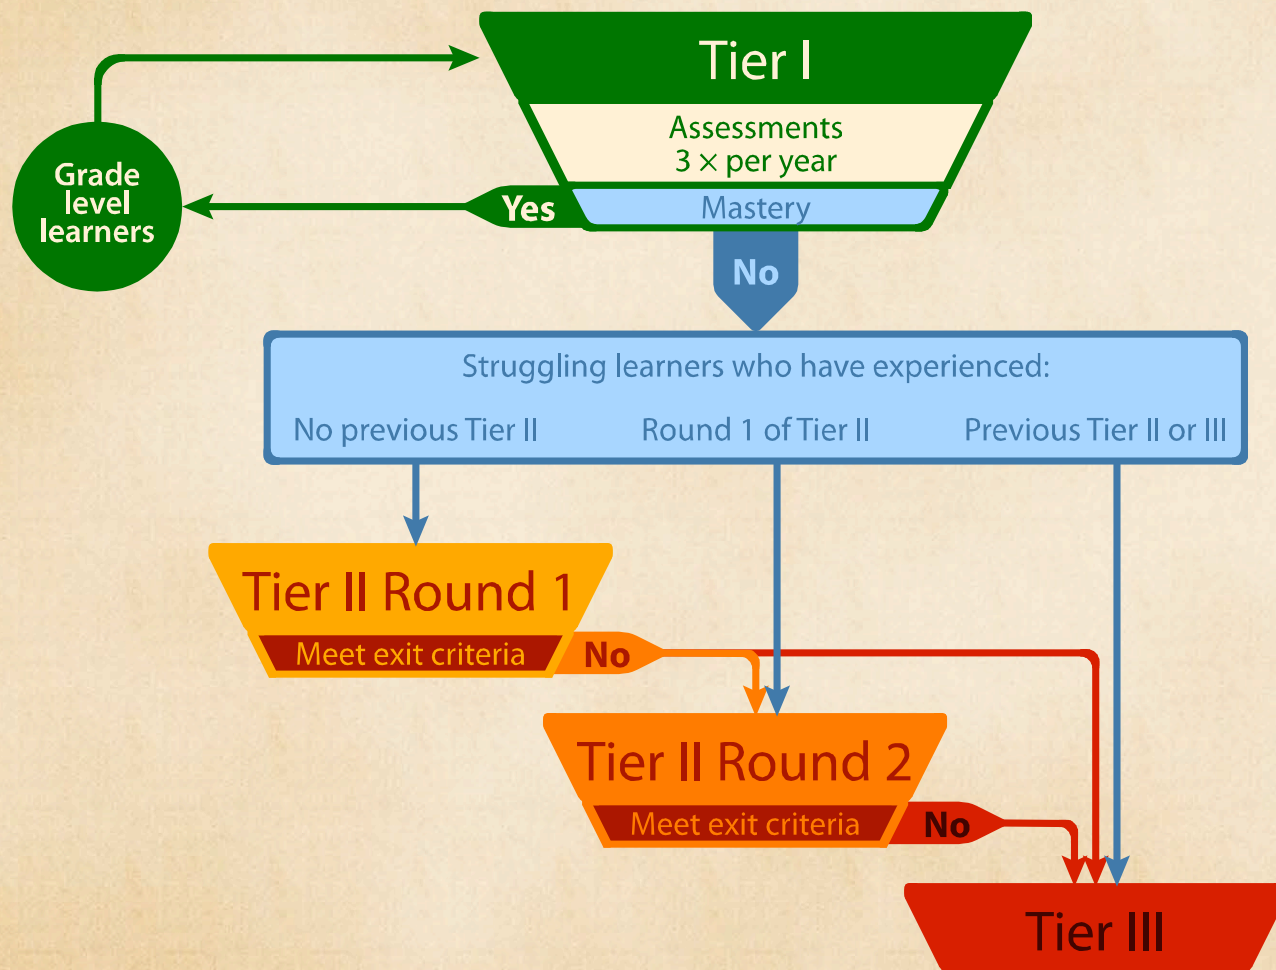 Tier I
Assessments
3 × per year
Grade
level
learners
Yes
Mastery
No
Struggling learners who have experienced:
No previous Tier II
Round 1 of Tier II
Previous Tier II or III
Tier II Round 1
Meet exit criteria
No
Tier II Round 2
Meet exit criteria
No
Tier III